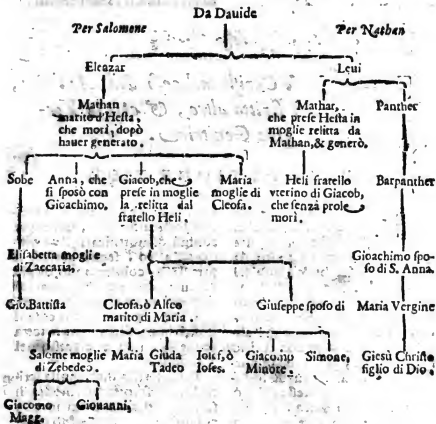 Da Dauide
Per Salomone Per Nathan
Eleazar Leui
Mathan Mathat, Panther
marito d'Hesta, che prese Hesta in
che morì, dopò moglie relitta da
hauer generato. Mathan, & generò.
Sobe Anna, che Giacob, che Maria Heli fratello Barpanther
si sposò con prese in moglie moglie di vterino di Giacob,
Gioachimo. la relitta dal Cleofa. che senza prole
fratello Heli. morì.
Elisabetta moglie Gioachimo spo-
di Zaccaria, so di S. Anna.
Gio. Battista Cleofa, ò Alfeo Giuseppe sposo di Maria Vergine
marito di Maria.
Salome moglie Maria Giuda Iosef, ò Giacomo Simone, Giesù Christo
di Zebedeo. Tadeo Ioses. Minore. figlio di Dio.
Giacomo Giouanni,
Magg.